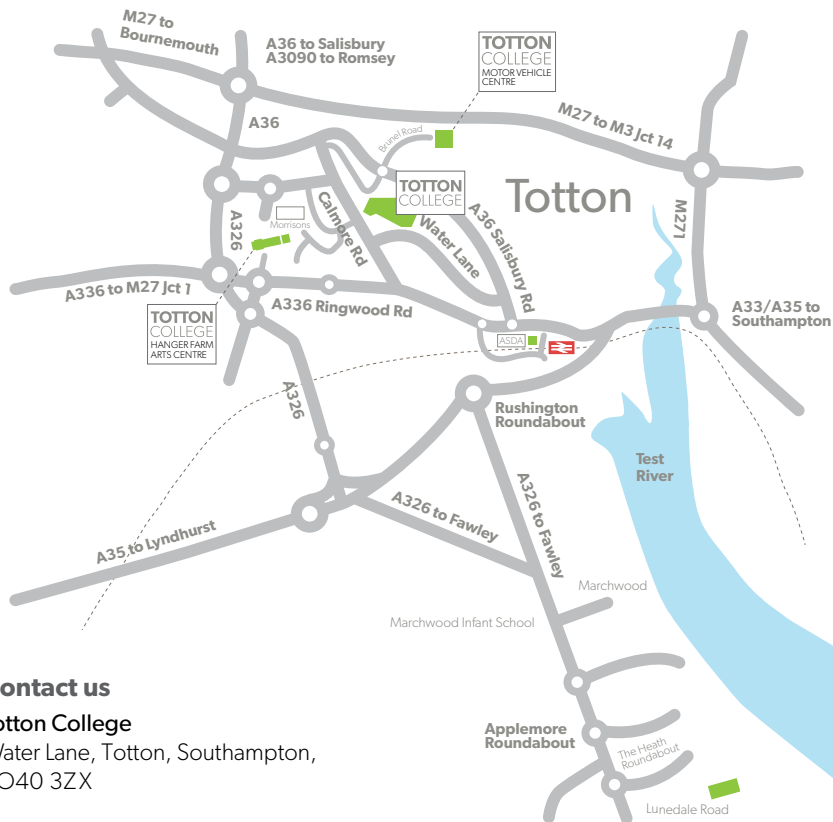 M27 to
Bournemouth
A36 to Salisbury
A3090 to Romsey
TOTTON
COLLEGE
MOTOR VEHICLE
CENTRE
M27 to M3 Jct 14
A36
Brunel Road
TOTTON
COLLEGE
Totton
Calmore Rd
Morrisons
A326
Water Lane
A36 Salisbury Rd
M271
A336 to M27 Jct 1
A336 Ringwood Rd
A33/A35 to
Southampton
TOTTON
COLLEGE
HANGER FARM
ARTS CENTRE
ASDA
A326
Rushington
Roundabout
Test
River
A326 to Fawley
A326 to Fawley
A35 to Lyndhurst
Marchwood
Marchwood Infant School
ontact us
otton College
Water Lane, Totton, Southampton,
O40 3ZX
Applemore
Roundabout
The Heath
Roundabout
Lunedale Road